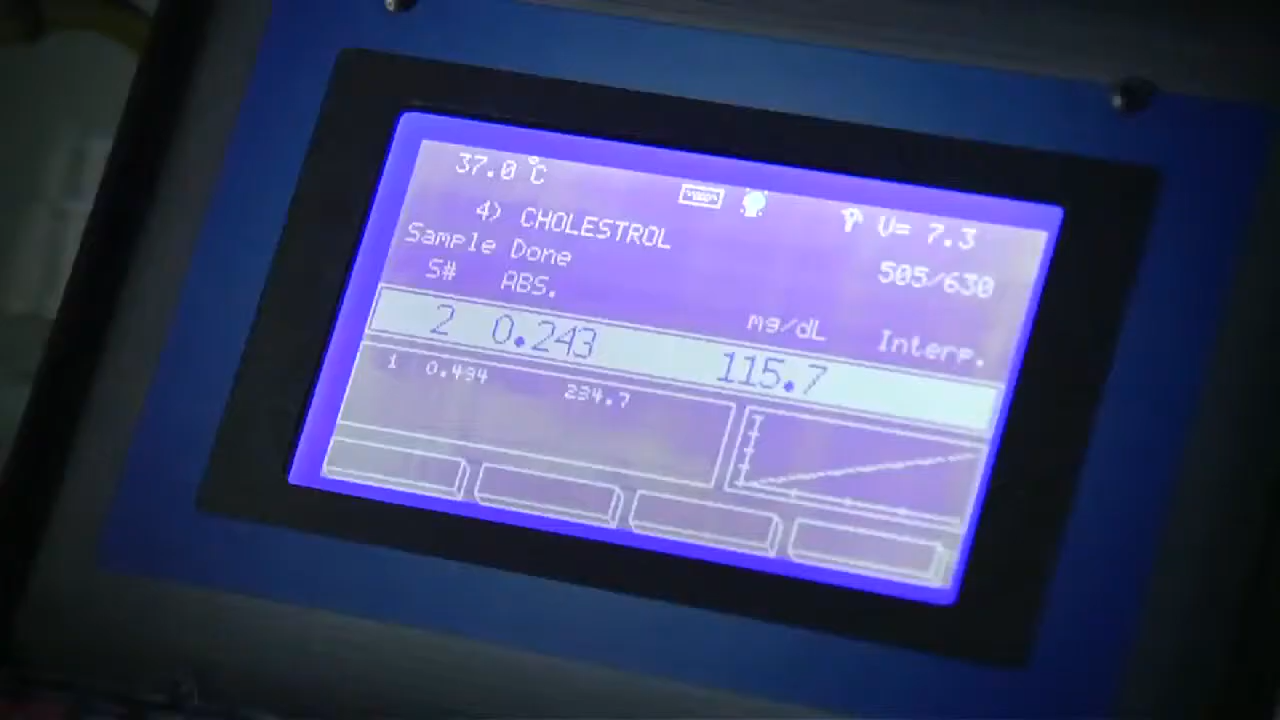 37.0 °C
U= 7.3
4) CHOLESTROL
505/630
Sample Done
S# ABS. mg/dL Interp.
2 0.243 115.7
1 0.494 234.7